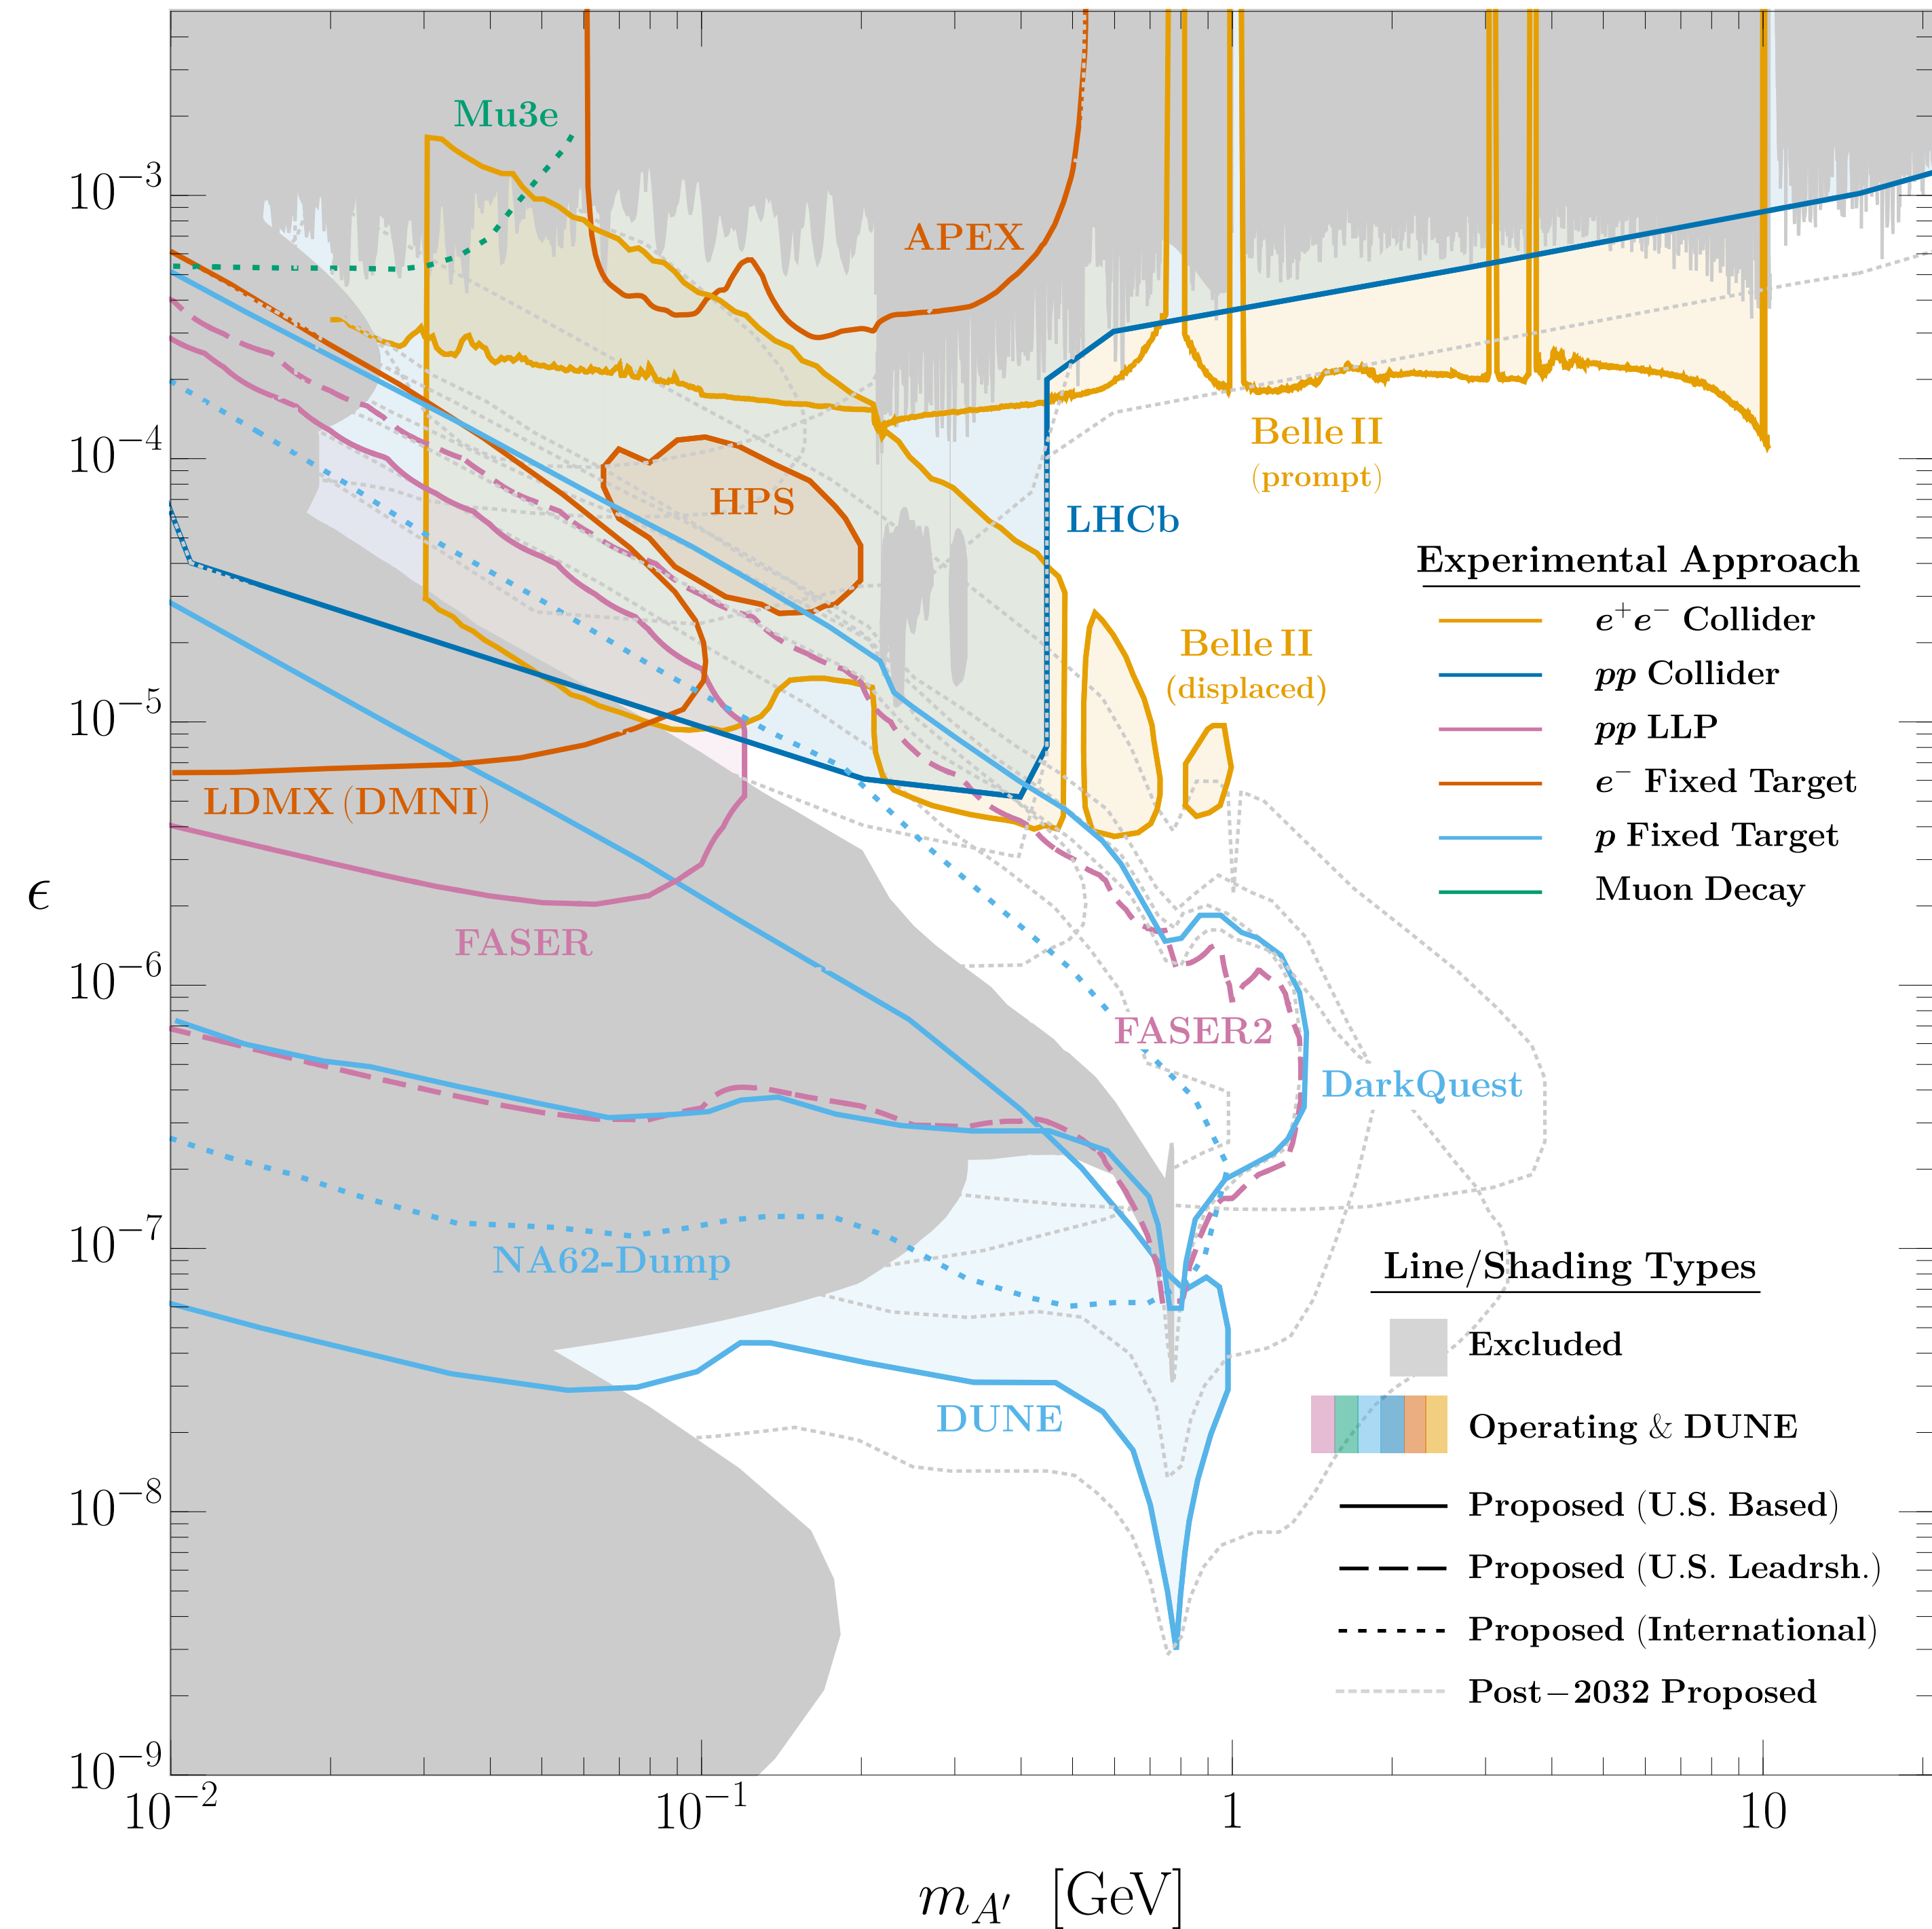 Mu3e
10⁻³
APEX
10⁻⁴
Belle II
(prompt)
HPS
LHCb
Experimental Approach
e⁺e⁻ Collider
pp Collider
pp LLP
e⁻ Fixed Target
p Fixed Target
Muon Decay
Belle II
(displaced)
10⁻⁵
LDMX (DMNI)
ϵ
FASER
10⁻⁶
FASER2
DarkQuest
10⁻⁷
NA62-Dump
Line/Shading Types
Excluded
Operating & DUNE
Proposed (U.S. Based)
Proposed (U.S. Leadrsh.)
Proposed (International)
Post−2032 Proposed
DUNE
10⁻⁸
10⁻⁹
10⁻² 10⁻¹ 1 10
m_A′ [GeV]